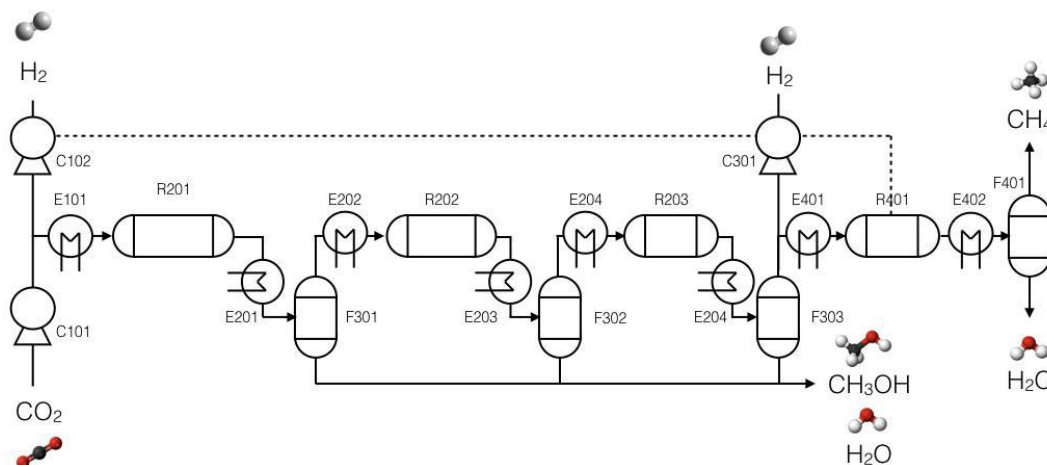 H₂
H₂
CH₄
C102
C301
F401
E101
R201
E202
R202
E204
R203
E401
R401
E402
E201
F301
E203
F302
E204
F303
C101
CO₂
CH₃OH
H₂O
H₂O